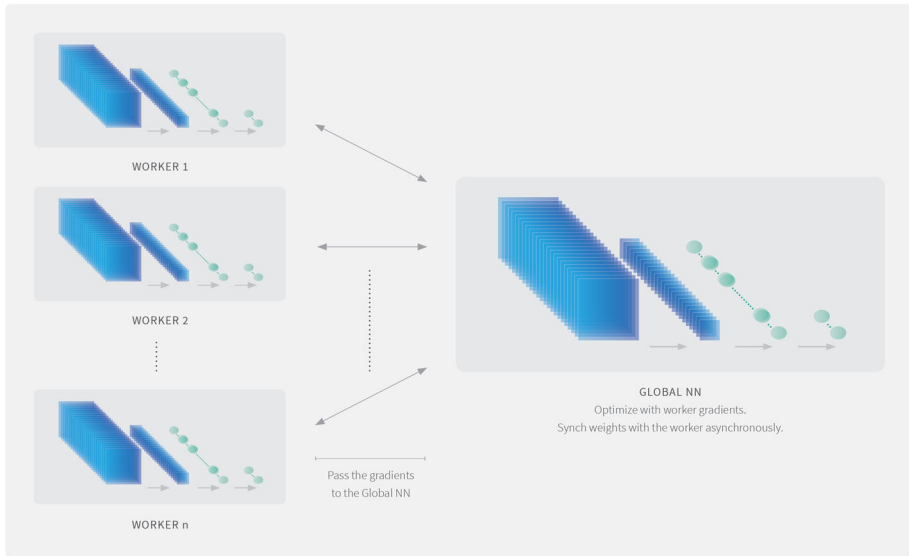 WORKER 1
WORKER 2
WORKER n
Pass the gradients
to the Global NN
GLOBAL NN
Optimize with worker gradients.
Synch weights with the worker asynchronously.